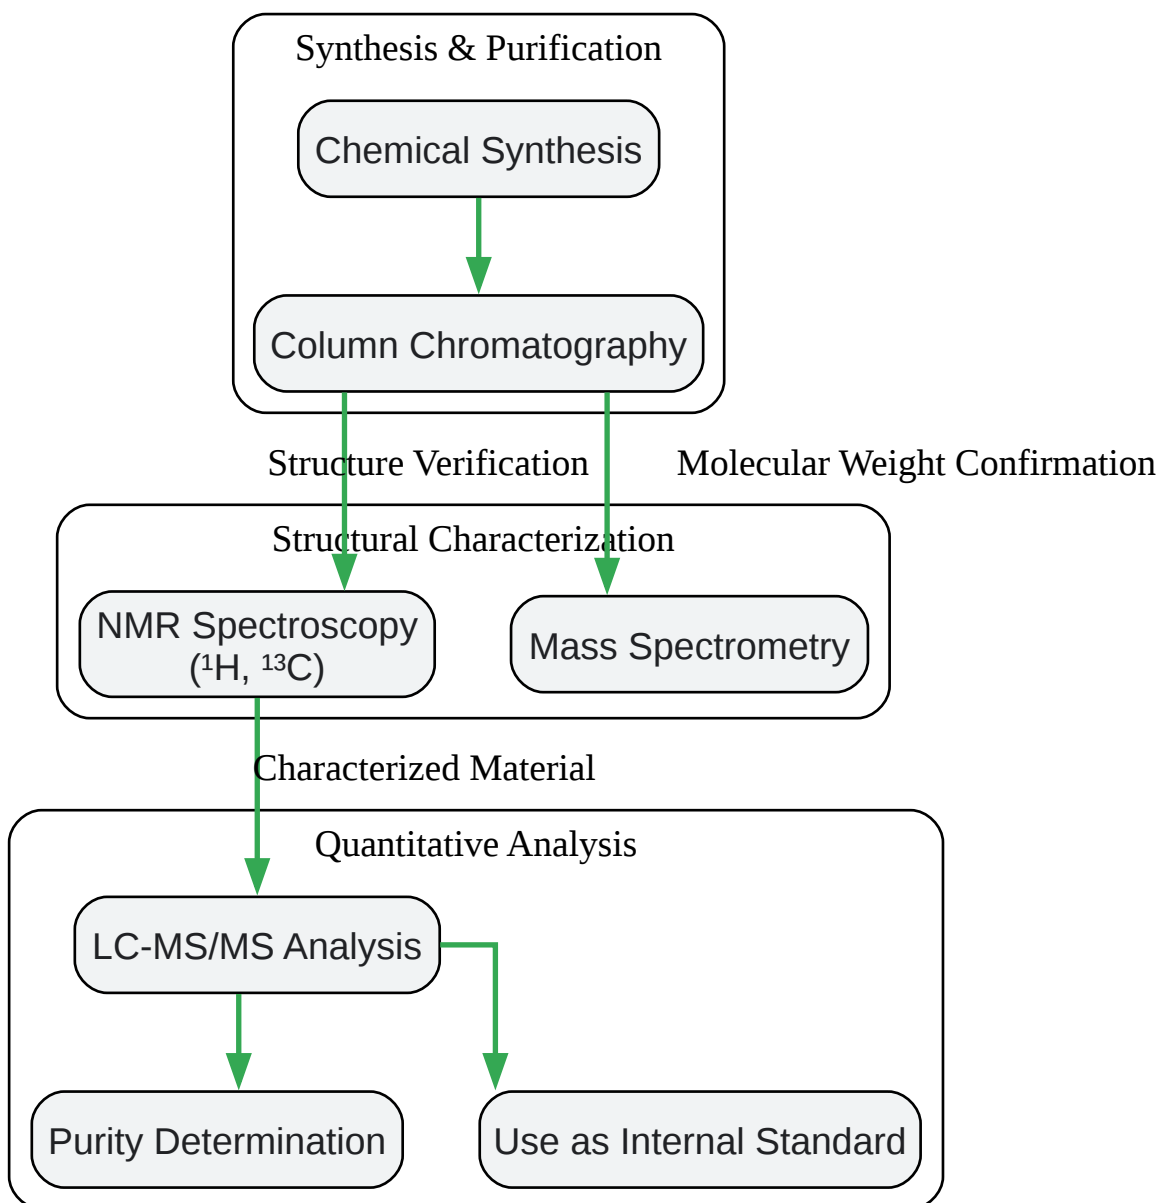 Synthesis & Purification
Chemical Synthesis
Column Chromatography
Structure Verification
Molecular Weight Confirmation
Structural Characterization
NMR Spectroscopy
(¹H, ¹³C)
Mass Spectrometry
Characterized Material
Quantitative Analysis
LC-MS/MS Analysis
Purity Determination
Use as Internal Standard